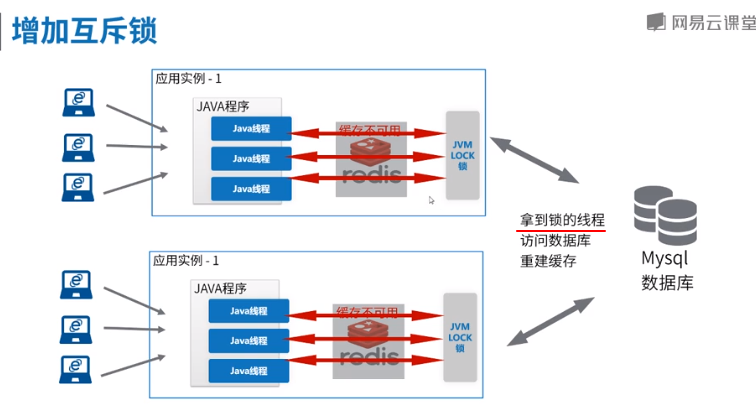 增加互斥锁
网易云课堂
应用实例 - 1
JAVA程序
Java线程
Java线程
Java线程
缓存不可用
redis
JVM
LOCK
锁
拿到锁的线程
访问数据库
重建缓存
Mysql
数据库
应用实例 - 1
JAVA程序
Java线程
Java线程
Java线程
缓存不可用
redis
JVM
LOCK
锁